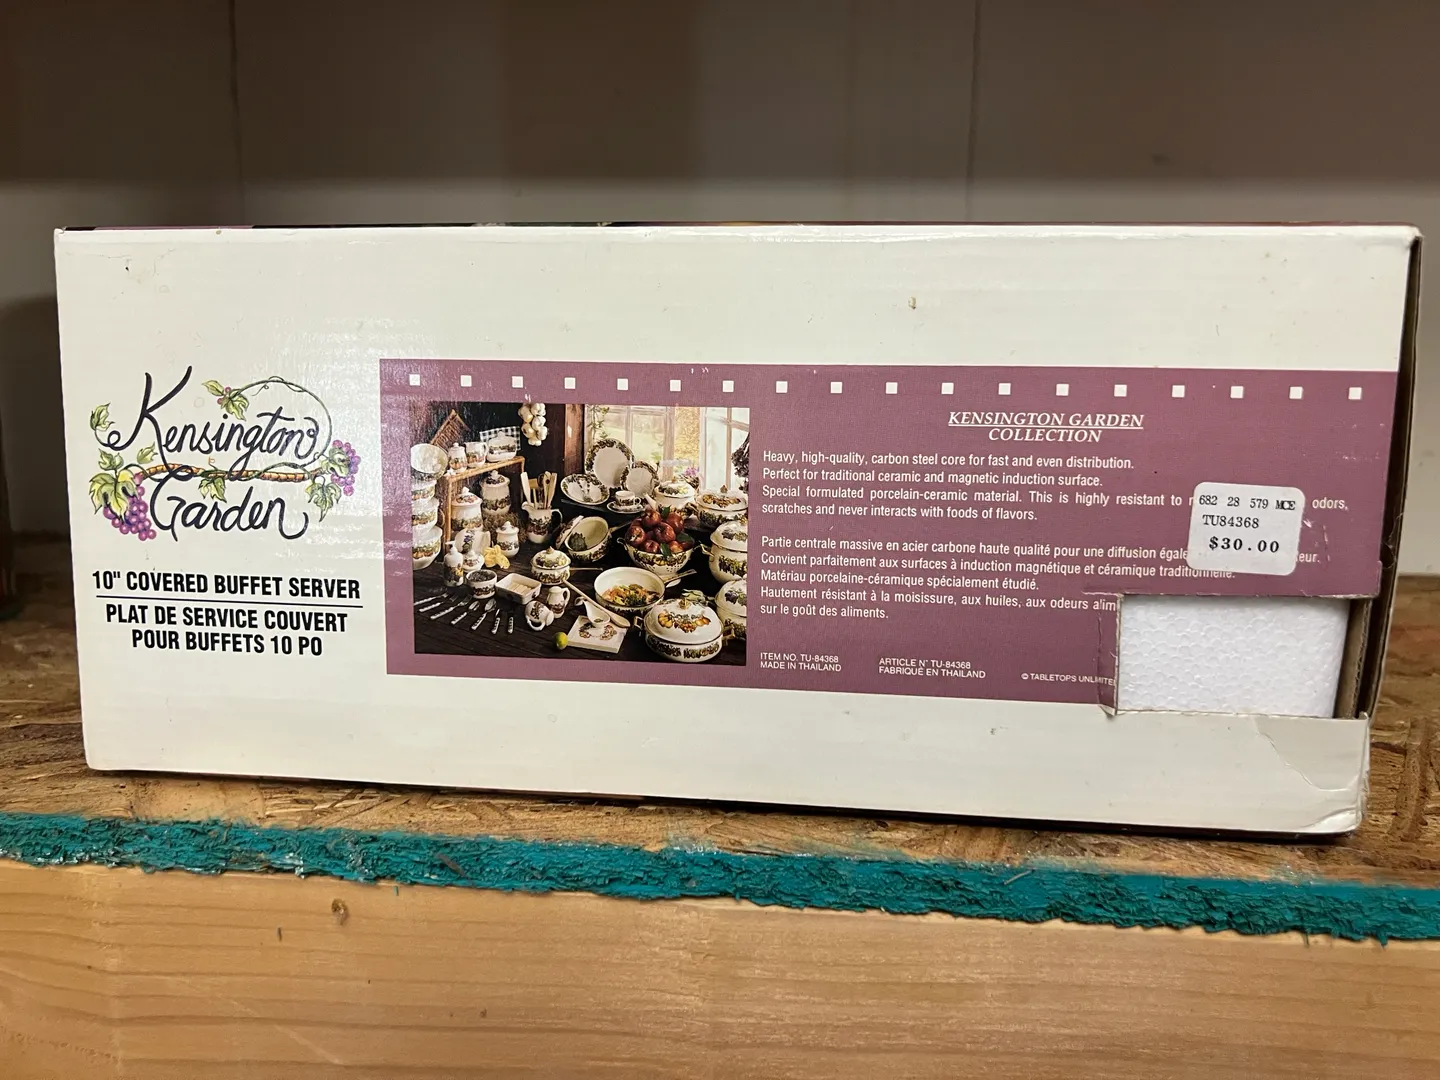 Kensington
Garden
10" COVERED BUFFET SERVER
PLAT DE SERVICE COUVERT
POUR BUFFETS 10 PO
KENSINGTON GARDEN
COLLECTION
Heavy, high-quality, carbon steel core for fast and even distribution.
Perfect for traditional ceramic and magnetic induction surface.
Special formulated porcelain-ceramic material. This is highly resistant to odors,
scratches and never interacts with foods of flavors.
Partie centrale massive en acier carbone haute qualité pour une diffusion
Convient parfaitement aux surfaces à induction magnétique et céramique traditionnelle.
Matériau porcelaine-céramique spécialement étudié.
Hautement résistant à la moisissure, aux huiles, aux odeurs
sur le goût des aliments.
ITEM NO. TU-84368
MADE IN THAILAND
ARTICLE N° TU-84368
FABRIQUÉ EN THAILAND
© TABLETOPS
682 28 579 MCE
TU84368
$30.00